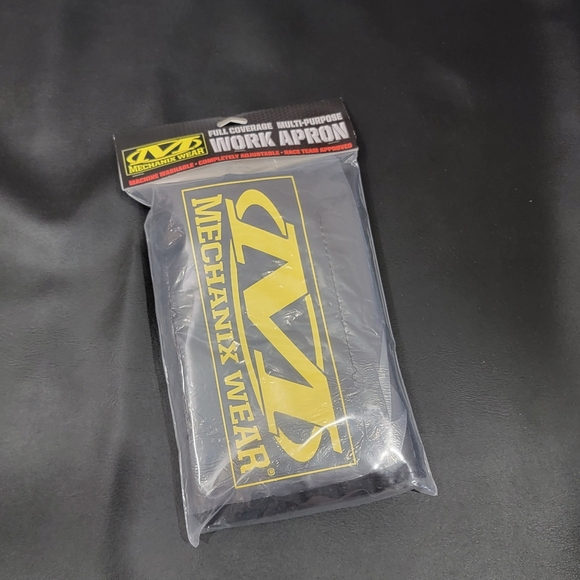 MECHANIX WEAR
FULL COVERAGE MULTI-PURPOSE
WORK APRON
MACHINE WASHABLE • COMPLETELY ADJUSTABLE • RACE TEAM APPROVED
MECHANIX WEAR®